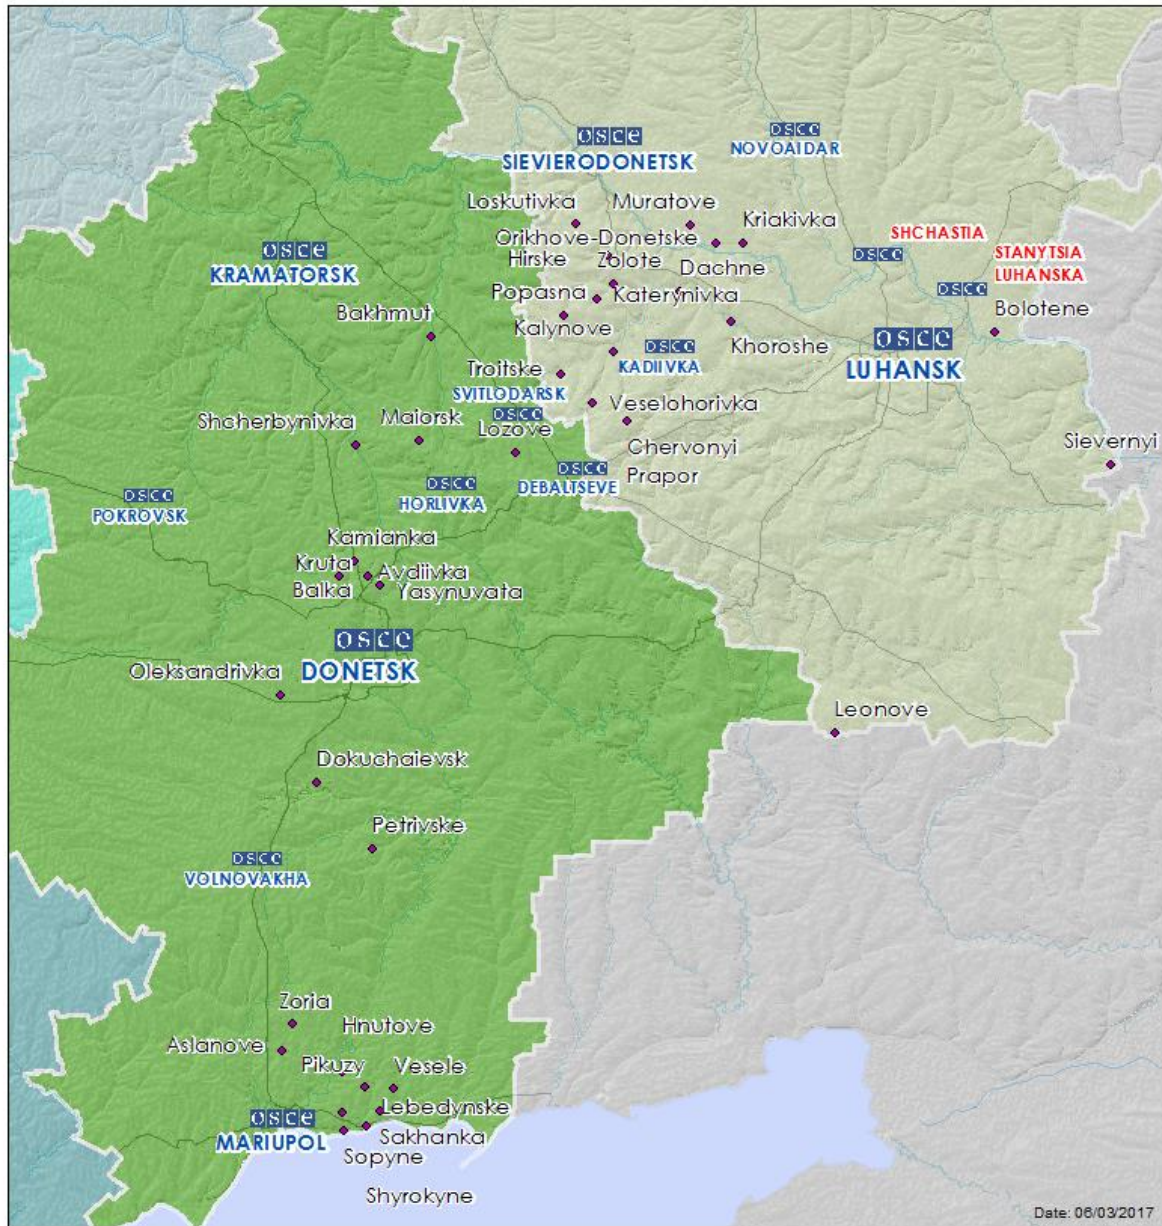 OSCE
SIEVIERODONETSK
OSCE
NOVOAIDAR
Loskutivka
Muratove
Kriakivka
Orikhove-Donetske
Hirske
Zolote
Dachne
SHCHASTIA
OSCE
STANYTSIA
LUHANSKA
OSCE
Bolotene
OSCE
KRAMATORSK
Popasna
Katerynivka
Bakhmut
Kalynove
Khoroshe
OSCE
LUHANSK
OSCE
KADIIVKA
Troitske
SVITLODARSK
OSCE
Veselohorivka
Shcherbynivka
Maiorsk
Lozove
Chervonyi
Prapor
Sievernyi
OSCE
DEBALTSEVE
OSCE
HORLIVKA
OSCE
POKROVSK
Kamianka
Kruta
Balka
Avdiivka
Yasynuvata
OSCE
DONETSK
Oleksandrivka
Leonove
Dokuchaievsk
Petrivske
OSCE
VOLNOVAKHA
Zoria
Hnutove
Aslanove
Pikuzy
Vesele
Lebedynske
OSCE
MARIUPOL
Sakhanka
Sopyne
Shyrokyne
Date: 06/03/2017